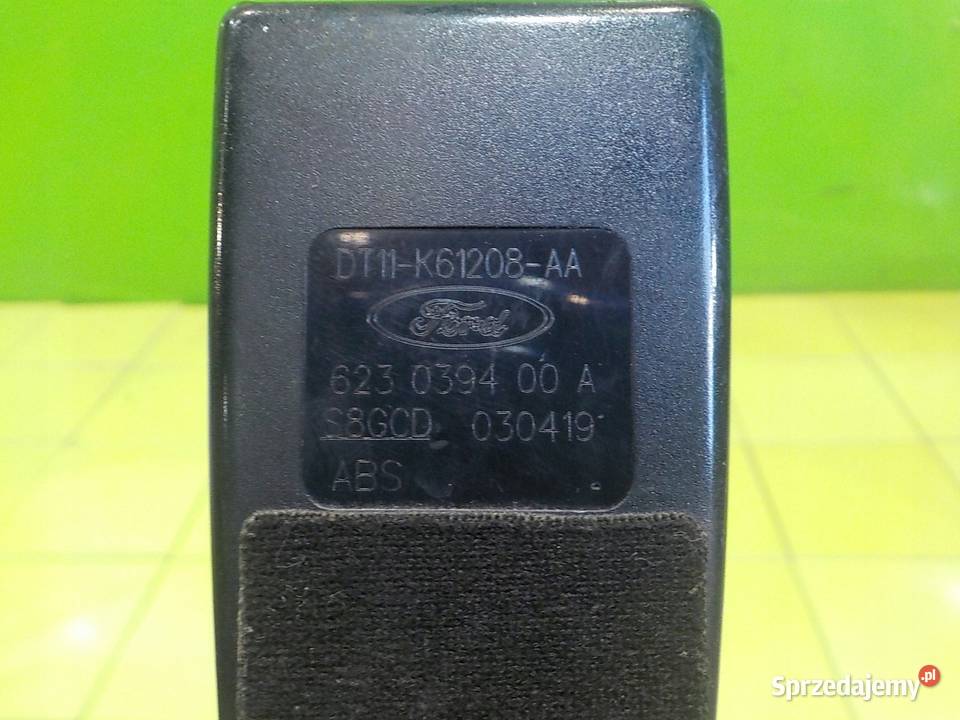 DT11-K61208-AA
Ford
623 0394 00 A
S8GCD 030419
ABS
Sprzedajemy.pl